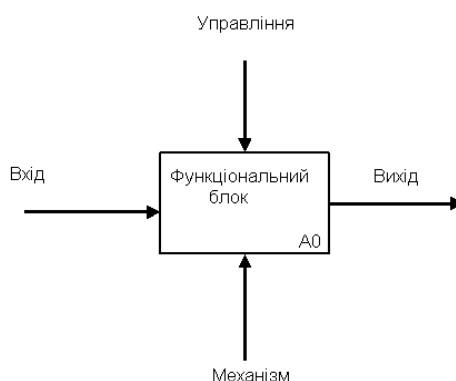 Управління
Вхід
Функціональний
блок
Вихід
A0
Механізм